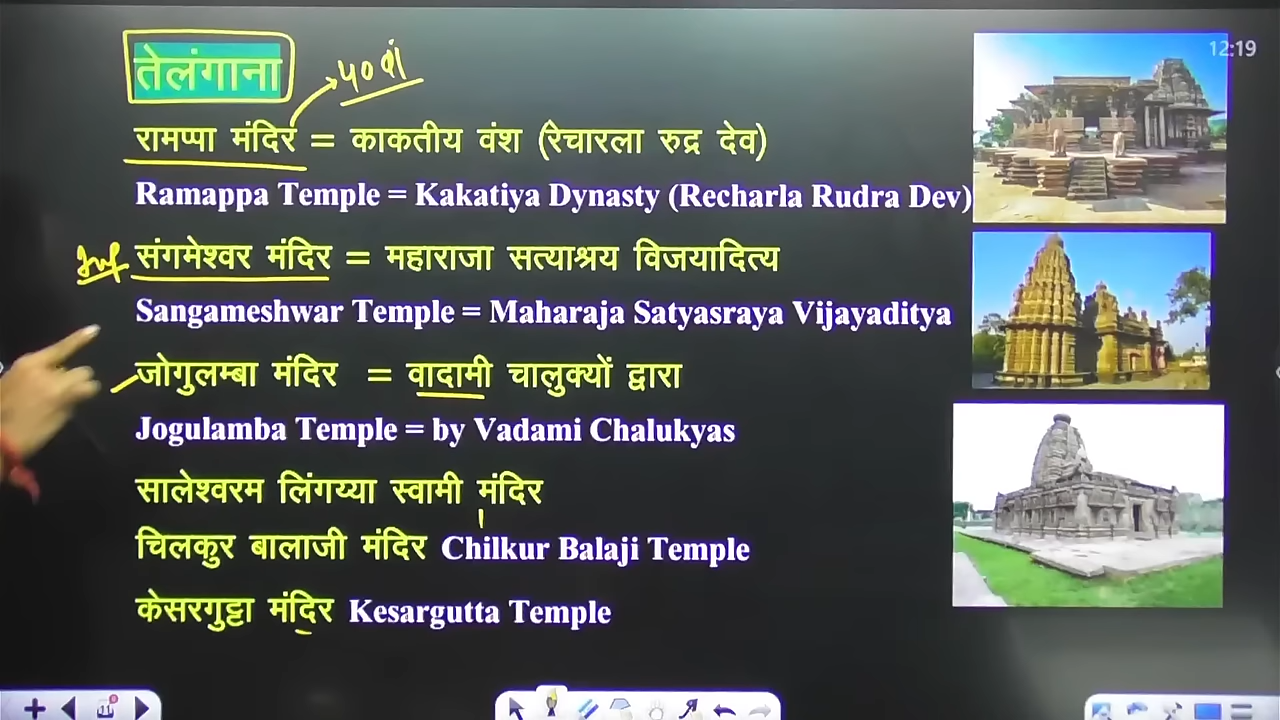 12:19
तेलंगाना
40वां
रामप्पा मंदिर = काकतीय वंश (रेचारला रुद्र देव)
Ramappa Temple = Kakatiya Dynasty (Recharla Rudra Dev)
संगमेश्वर मंदिर = महाराजा सत्याश्रय विजयादित्य
Sangameshwar Temple = Maharaja Satyasraya Vijayaditya
जोगुलम्बा मंदिर = वादामी चालुक्यों द्वारा
Jogulamba Temple = by Vadami Chalukyas
सालेश्वरम लिंगय्या स्वामी मंदिर
चिलकुर बालाजी मंदिर Chilkur Balaji Temple
केसरगुट्टा मंदिर Kesargutta Temple
11